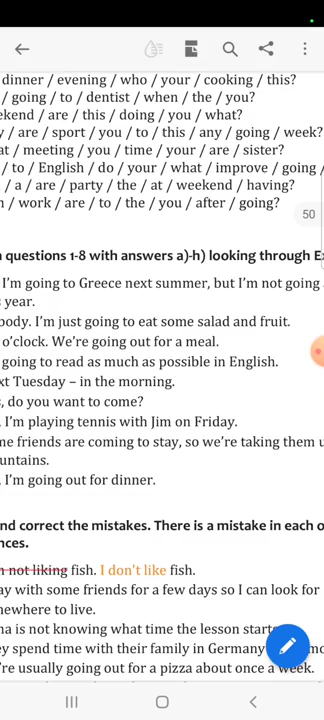 dinner / evening / who / your / cooking / this?
/ going / to / dentist / when / the / you?
/ are / this / doing / you / what?
/ are / sport / you / to / this / any / going / week?
/ meeting / you / time / your / are / sister?
/ to / English / do / your / what / improve / going /
/ a / are / party / the / at / weekend / having?
/ work / are / to / the / you / after / going?
50
questions 1-8 with answers a)-h) looking through
I'm going to Greece next summer, but I'm not going
year.
body. I'm just going to eat some salad and fruit.
o'clock. We're going out for a meal.
going to read as much as possible in English.
xt Tuesday – in the morning.
, do you want to come?
. I'm playing tennis with Jim on Friday.
me friends are coming to stay, so we're taking them
untains.
. I'm going out for dinner.
nd correct the mistakes. There is a mistake in each
nces.
not liking fish. I don't like fish.
ay with some friends for a few days so I can look for
mewhere to live.
na is not knowing what time the lesson starts
ey spend time with their family in Germany
're usually going out for a pizza about once a week.